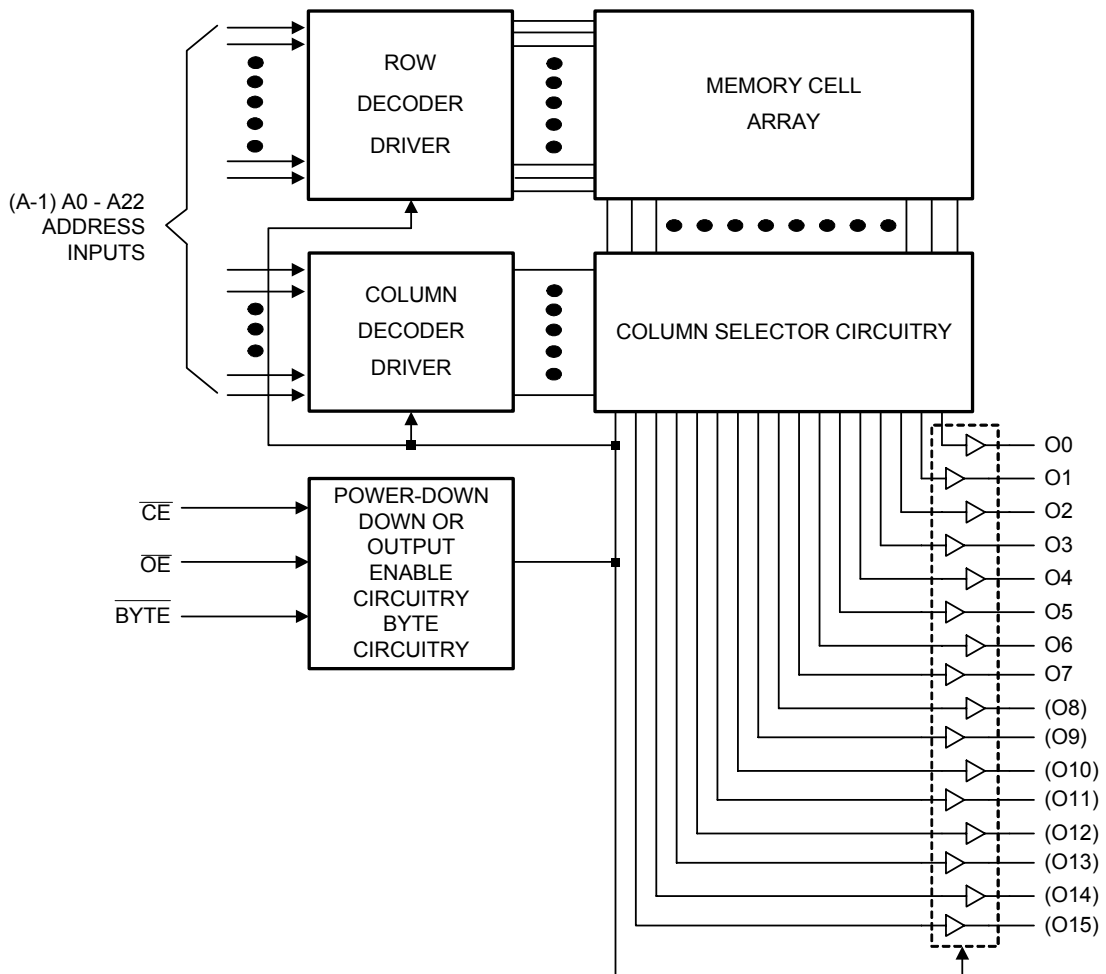 ROW
DECODER
DRIVER
MEMORY CELL
ARRAY
(A-1) A0 - A22
ADDRESS
INPUTS
COLUMN
DECODER
DRIVER
COLUMN SELECTOR CIRCUITRY
CE
OE
BYTE
POWER-DOWN
DOWN OR
OUTPUT
ENABLE
CIRCUITRY
BYTE
CIRCUITRY
O0
O1
O2
O3
O4
O5
O6
O7
(O8)
(O9)
(O10)
(O11)
(O12)
(O13)
(O14)
(O15)